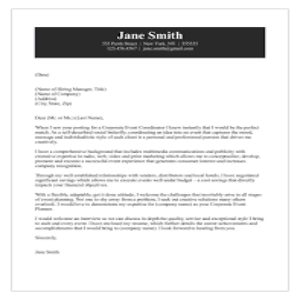 Jane Smith
555 Fords Street | New York, NY | 55555
525-476-4567 | jane.smith@gmail.com
(Date)
(Name of Hiring Manager, Title)
(Name of Company)
(Address)
(City, State, Zip)
Dear (Mr. or Ms.) (Last Name),
When I saw your posting for a Corporate Event Coordinator I knew instantly that I would be the perfect
match. As a self-described social butterfly, coordinating an idea into an event that captures the mood,
message and individualistic style of each client is a personal and professional passion that drives me
creatively.
I have a comprehensive background that includes multimedia communications and publicity with
extensive expertise in sales, web, video and print marketing which allows me to conceptualize, develop,
promote and execute a successful event experience that generates consumer interest and increases
company recognition.
Through my well-established relationships with vendors, distributors and local bands, I have negotiated
significant savings which allows me to execute events well under budget - a cost savings that directly
impacts your financial objectives.
With a flexible, adaptable, get-it-done attitude, I welcome the challenges that inevitably arise in all stages
of event planning. Not one to shy away from a problem, I seek out creative solutions many others
overlook. I would love to demonstrate my expertise for (company name) as your Corporate Event
Planner.
I would welcome an interview so we can discuss in-depth the quality service and exceptional style I bring
to each and every event. I have enclosed my resume, which further details the senior achievements and
accomplishments that I would bring to (company name). I look forward to hearing from you.
Sincerely,
Jane Smith